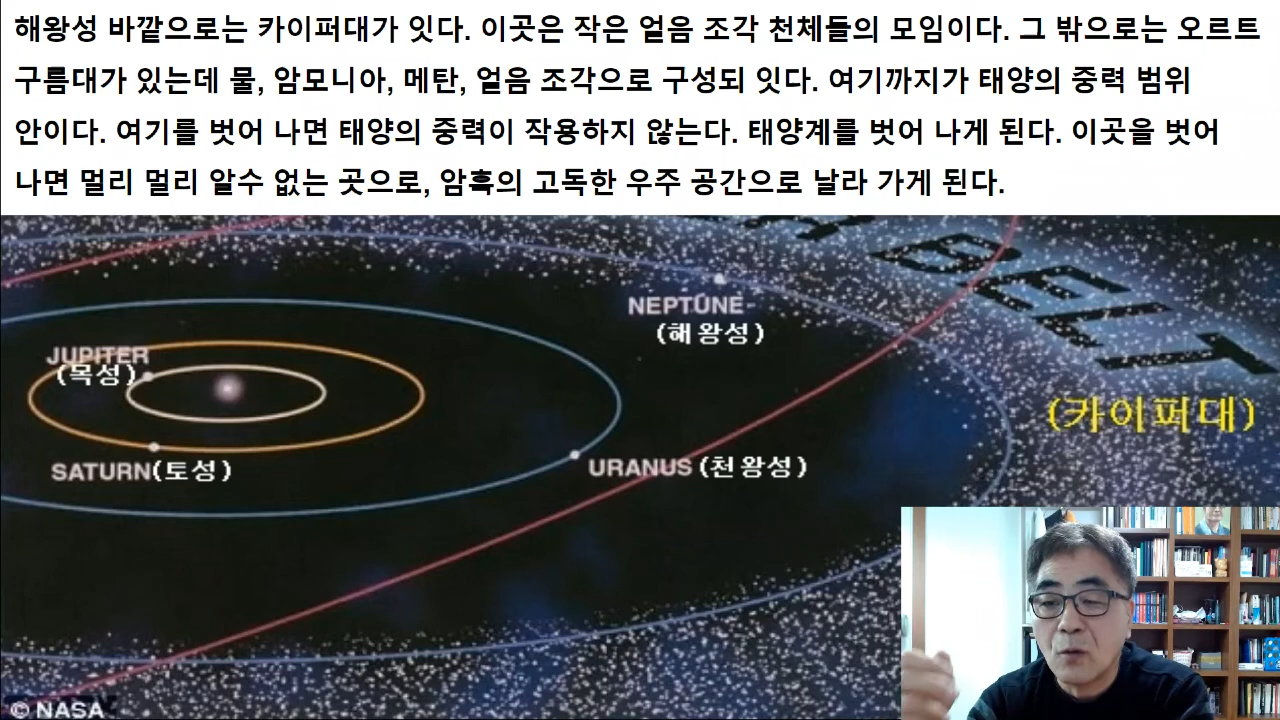 해왕성 바깥으로는 카이퍼대가 잇다. 이곳은 작은 얼음 조각 천체들의 모임이다. 그 밖으로는 오르트
구름대가 있는데 물, 암모니아, 메탄, 얼음 조각으로 구성되 잇다. 여기까지가 태양의 중력 범위
안이다. 여기를 벗어 나면 태양의 중력이 작용하지 않는다. 태양계를 벗어 나게 된다. 이곳을 벗어
나면 멀리 멀리 알수 없는 곳으로, 암흑의 고독한 우주 공간으로 날라 가게 된다.
BELT
NEPTUNE
(해왕성)
JUPITER
(목성)
(카이퍼대)
SATURN(토성)
URANUS (천왕성)
© NASA